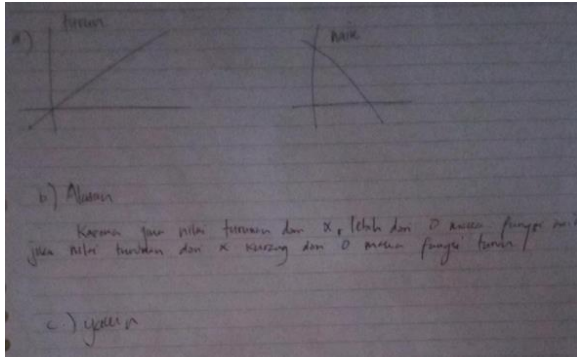 a) turun naik
b) Alasan
Karena jika nilai turunan dari x, lebih dari 0 maka fungsi
jika nilai turunan dari x kurang dari 0 maka fungsi turun
c) yakin